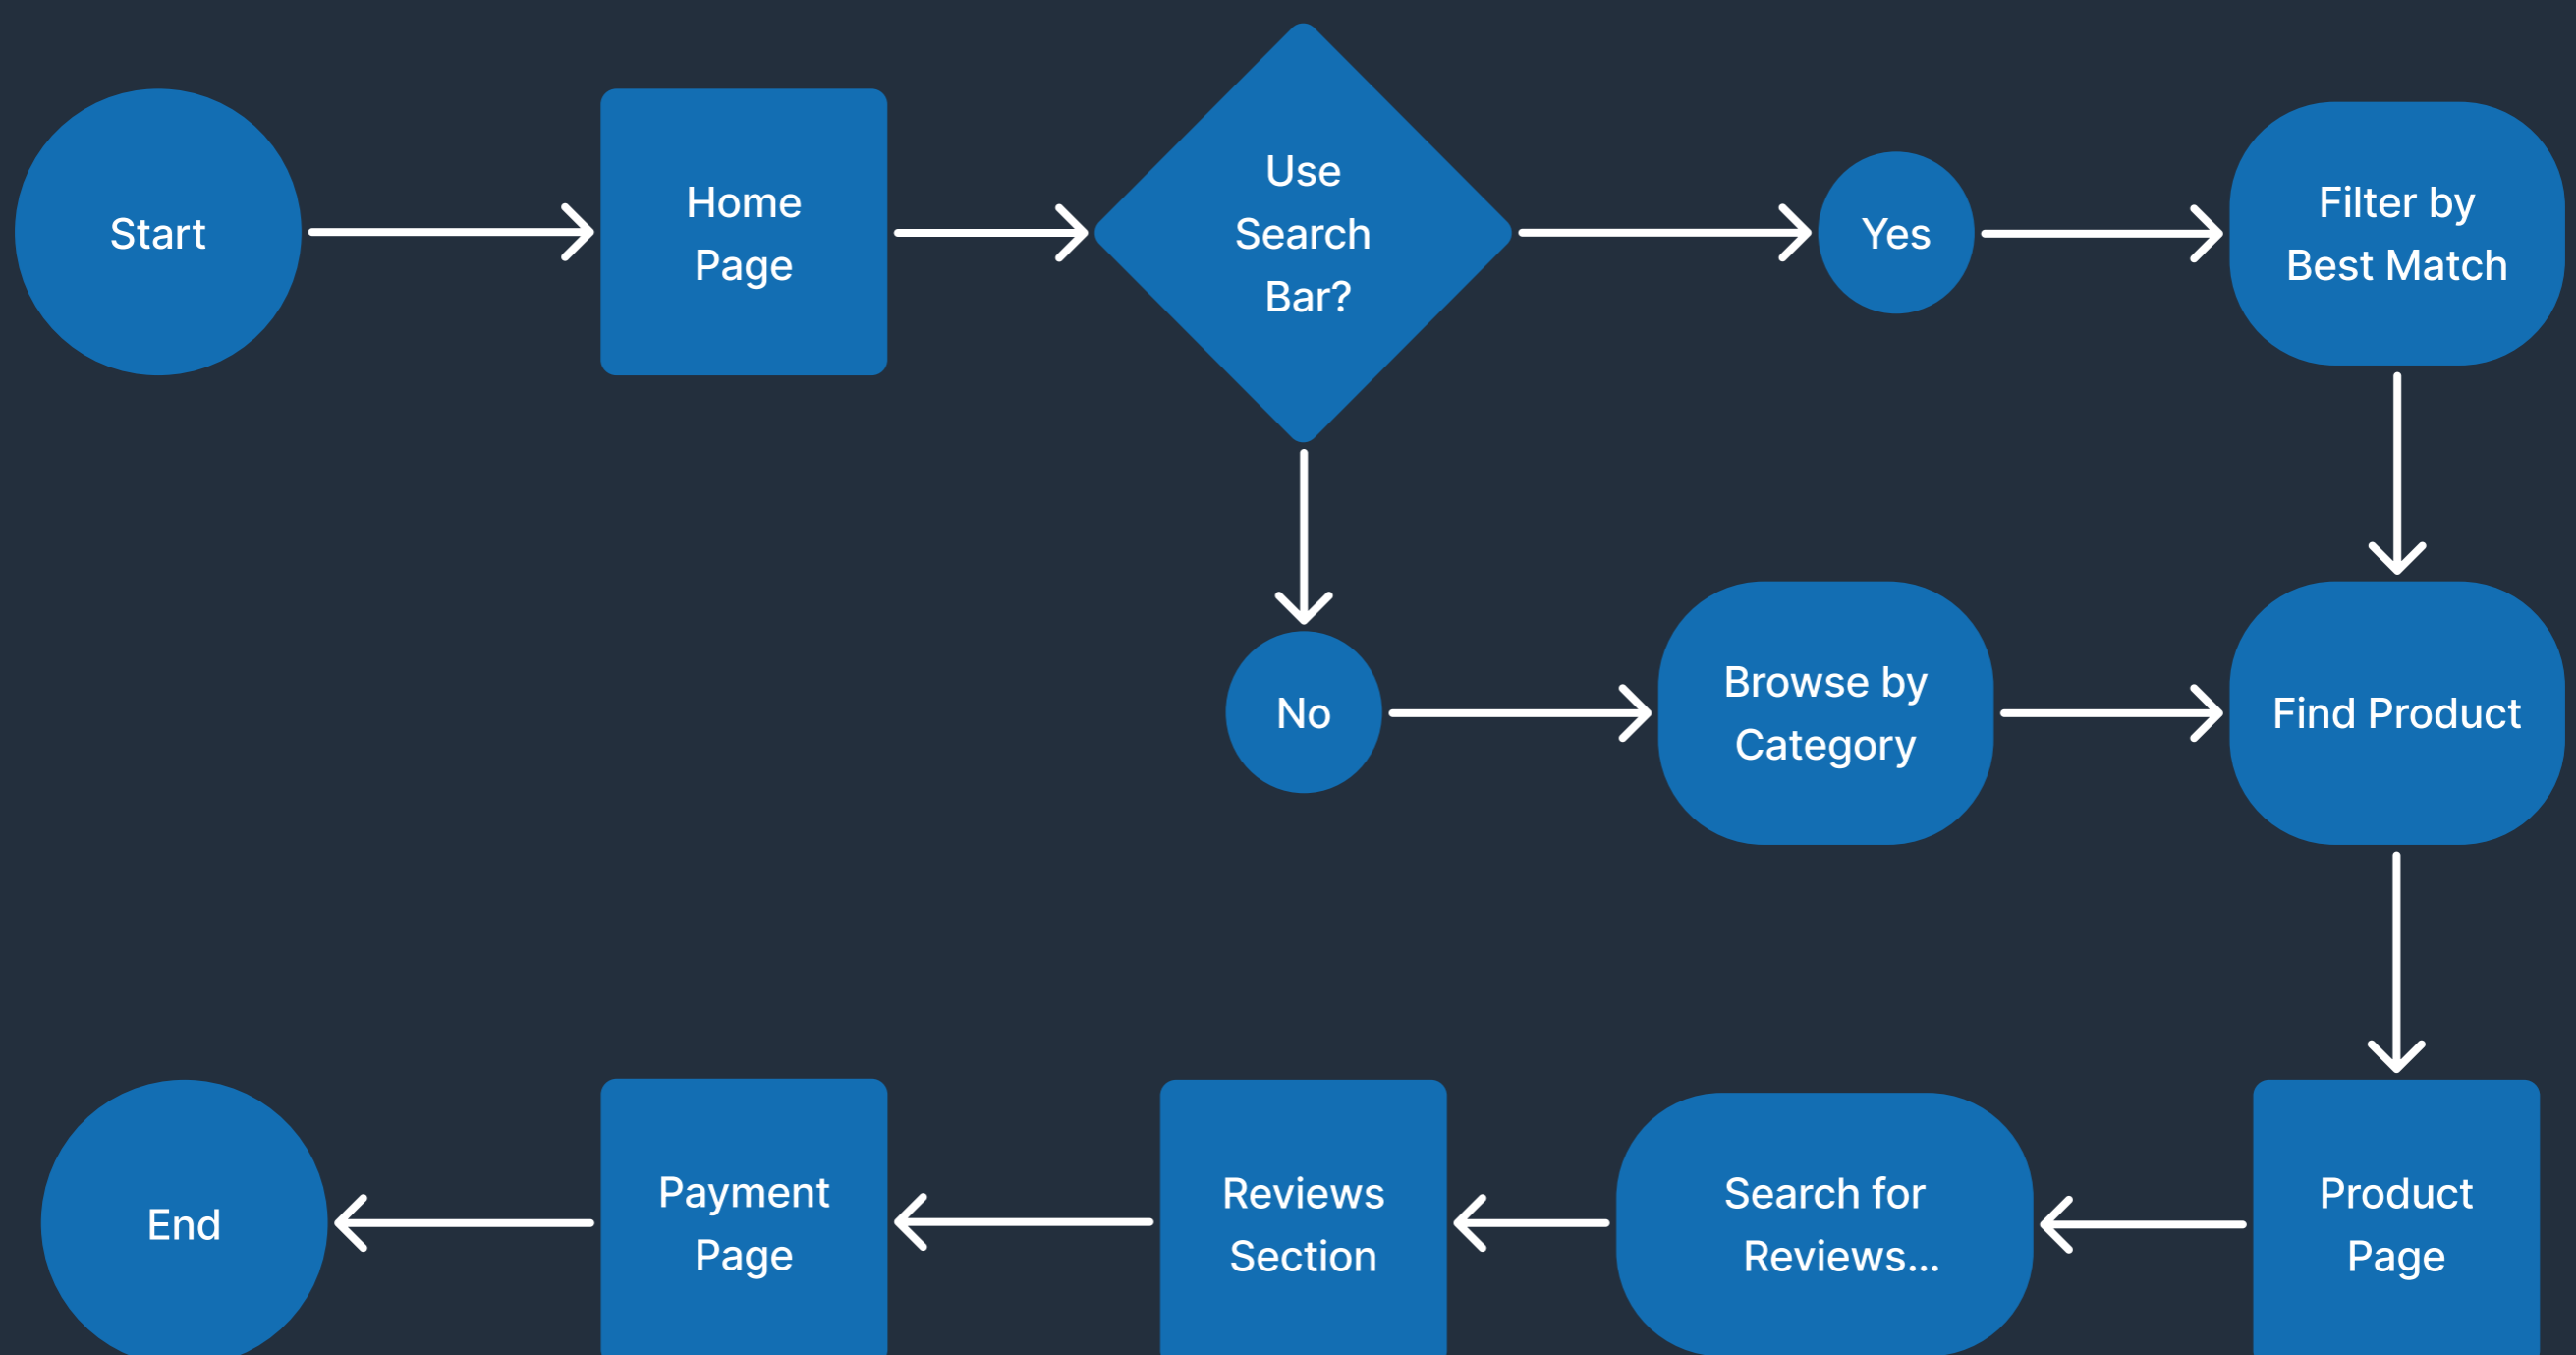 Start
Home
Page
Use
Search
Bar?
Yes
Filter by
Best Match
No
Browse by
Category
Find Product
End
Payment
Page
Reviews
Section
Search for
Reviews...
Product
Page